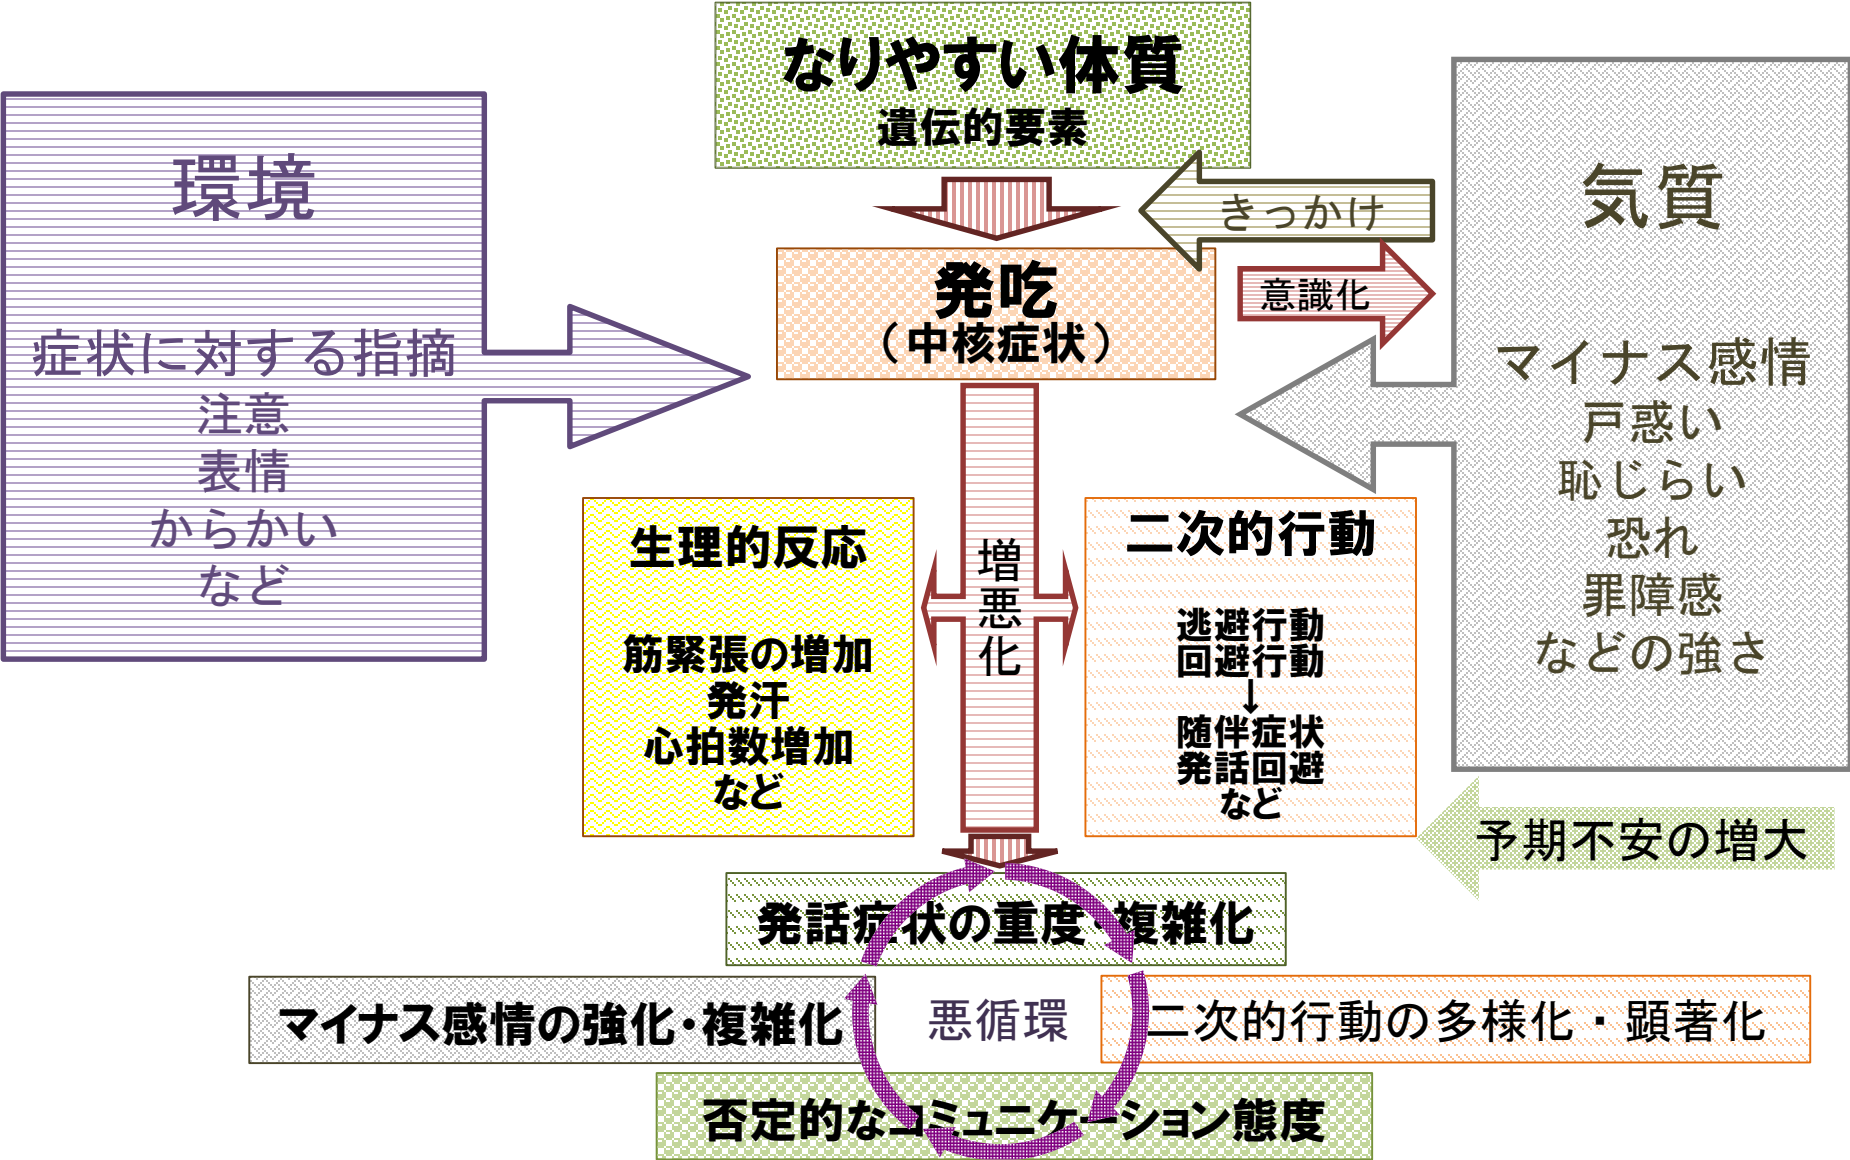 なりやすい体質
遺伝的要素
環境
症状に対する指摘
注意
表情
からかい
など
きっかけ
意識化
発吃
（中核症状）
気質
マイナス感情
戸惑い
恥じらい
恐れ
罪障感
などの強さ
増悪化
生理的反応
筋緊張の増加
発汗
心拍数増加
など
二次的行動
逃避行動
回避行動
↓
随伴症状
発話回避
など
予期不安の増大
発話症状の重度・複雑化
マイナス感情の強化・複雑化
悪循環
二次的行動の多様化・顕著化
否定的なコミュニケーション態度